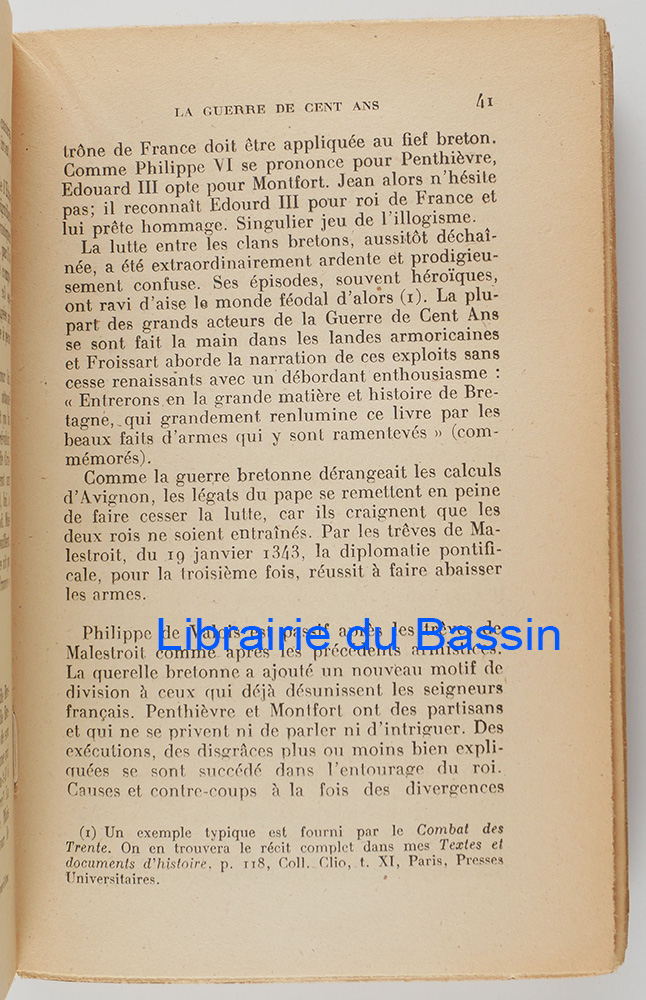 LA GUERRE DE CENT ANS 41
trône de France doit être appliquée au fief breton.
Comme Philippe VI se prononce pour Penthièvre,
Edouard III opte pour Montfort. Jean alors n'hésite
pas; il reconnaît Edourd III pour roi de France et
lui prête hommage. Singulier jeu de l'illogisme.
La lutte entre les clans bretons, aussitôt déchaî-
née, a été extraordinairement ardente et prodigieu-
sement confuse. Ses épisodes, souvent héroïques,
ont ravi d'aise le monde féodal d'alors (1). La plu-
part des grands acteurs de la Guerre de Cent Ans
se sont fait la main dans les landes armoricaines
et Froissart aborde la narration de ces exploits sans
cesse renaissants avec un débordant enthousiasme :
« Entrerons en la grande matière et histoire de Bre-
tagne, qui grandement renlumine ce livre par les
beaux faits d'armes qui y sont ramentevés » (com-
mémorés).
Comme la guerre bretonne dérangeait les calculs
d'Avignon, les légats du pape se remettent en peine
de faire cesser la lutte, car ils craignent que les
deux rois ne soient entraînés. Par les trêves de Ma-
lestroit, du 19 janvier 1343, la diplomatie pontifi-
cale, pour la troisième fois, réussit à faire abaisser
les armes.
Philippe de Valois est passif après les trêves de
Librairie du Bassin
Malestroit comme après les précédents armistices.
La querelle bretonne a ajouté un nouveau motif de
division à ceux qui déjà désunissent les seigneurs
français. Penthièvre et Montfort ont des partisans
et qui ne se privent ni de parler ni d'intriguer. Des
exécutions, des disgrâces plus ou moins bien expli-
quées se sont succédé dans l'entourage du roi.
Causes et contre-coups à la fois des divergences
(1) Un exemple typique est fourni par le Combat des
Trente. On en trouvera le récit complet dans mes Textes et
documents d'histoire, p. 118, Coll. Clio, t. XI, Paris, Presses
Universitaires.